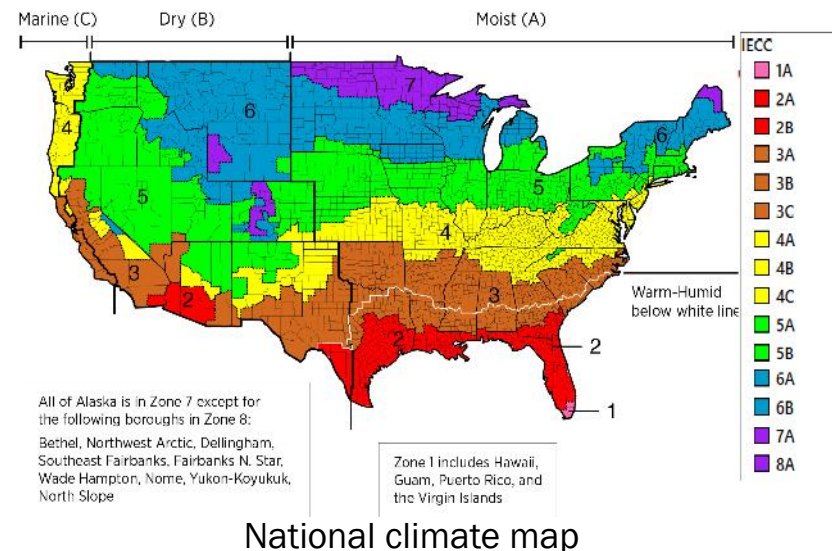 Marine (C)
Dry (B)
Moist (A)
IECC
1A
2A
2B
3A
3B
3C
4A
4B
4C
5A
5B
6A
6B
7A
8A
7
6
4
6
5
5
4
3
3
2
2
2
1
Warm-Humid
below white line
All of Alaska is in Zone 7 except for
the following boroughs in Zone 8:
Bethel, Northwest Arctic, Dellingham,
Southeast Fairbanks, Fairbanks N. Star,
Wade Hampton, Nome, Yukon-Koyukuk,
North Slope
Zone 1 includes Hawaii,
Guam, Puerto Rico, and
the Virgin Islands
National climate map